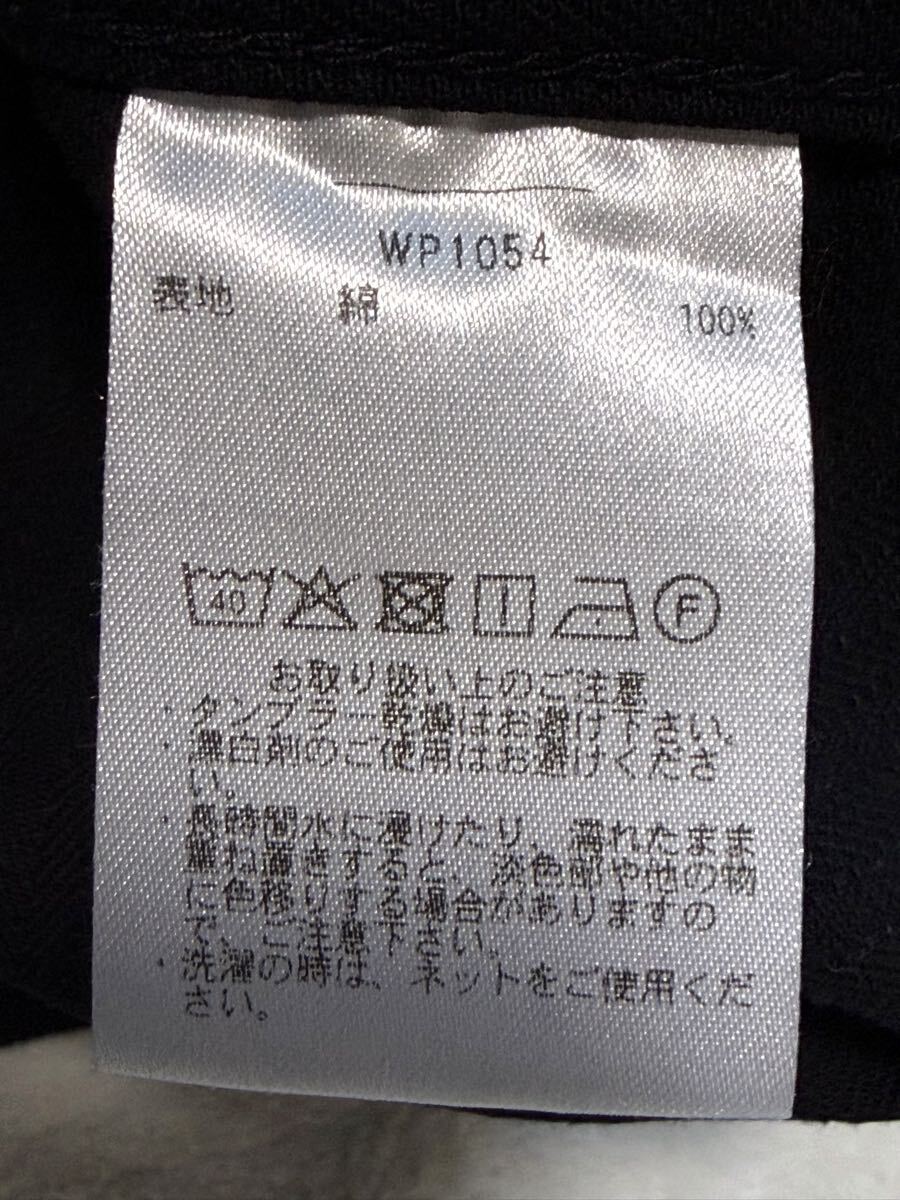 WP1054
表地 綿 100%
40 F
お取り扱い上のご注意
・タンブラー乾燥はお避け下さい。
・漂白剤のご使用はお避けくださ
い。
・長時間水に浸けたり、濡れたまま
重ね置きすると、淡色部や他の物
に色移りする場合がありますの
で、ご注意下さい。
・洗濯の時は、ネットをご使用くだ
さい。